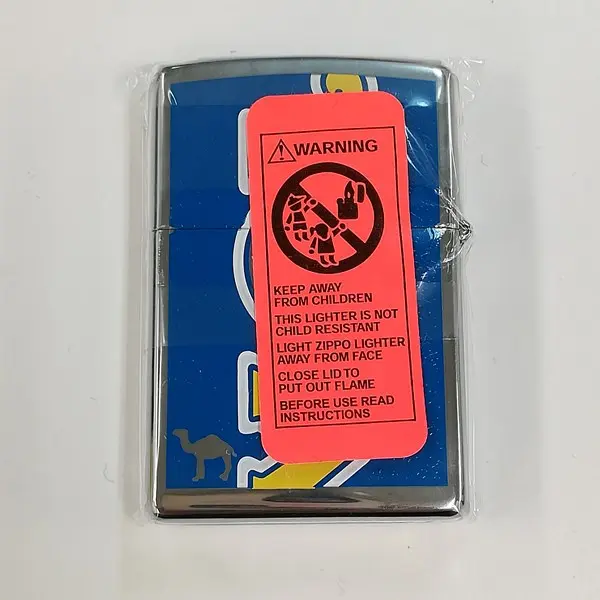 WARNING
KEEP AWAY
FROM CHILDREN
THIS LIGHTER IS NOT
CHILD RESISTANT
LIGHT ZIPPO LIGHTER
AWAY FROM FACE
CLOSE LID TO
PUT OUT FLAME
BEFORE USE READ
INSTRUCTIONS